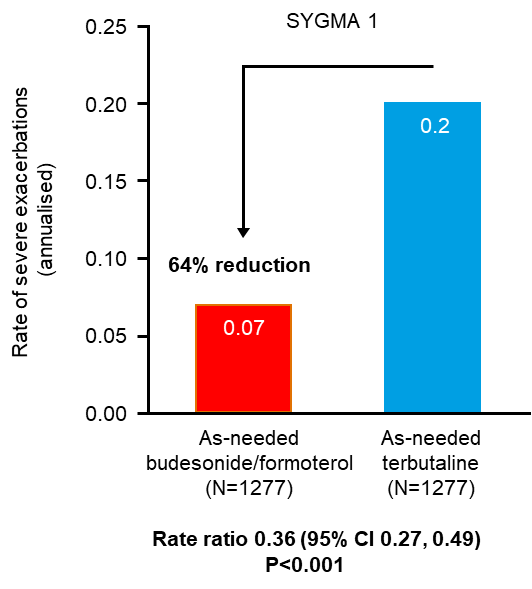 SYGMA 1
Rate of severe exacerbations
(annualised)
0.25
0.20
0.15
0.10
0.05
0.00
0.2
64% reduction
0.07
As-needed
budesonide/formoterol
(N=1277)
As-needed
terbutaline
(N=1277)
Rate ratio 0.36 (95% CI 0.27, 0.49)
P<0.001